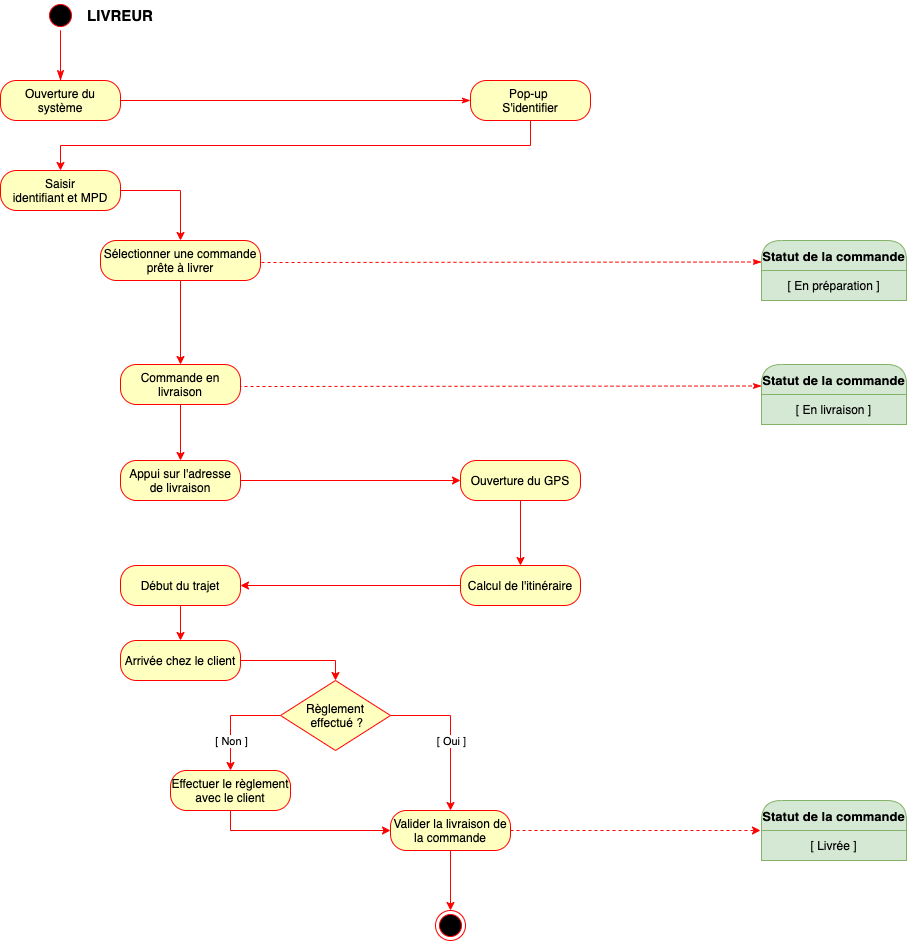 LIVREUR
Ouverture du
système
Pop-up
S'identifier
Saisir
identifiant et MPD
Sélectionner une commande
prête à livrer
Statut de la commande
[ En préparation ]
Commande en
livraison
Statut de la commande
[ En livraison ]
Appui sur l'adresse
de livraison
Ouverture du GPS
Début du trajet
Calcul de l'itinéraire
Arrivée chez le client
Règlement
effectué ?
[ Non ]
[ Oui ]
Effectuer le règlement
avec le client
Valider la livraison de
la commande
Statut de la commande
[ Livrée ]